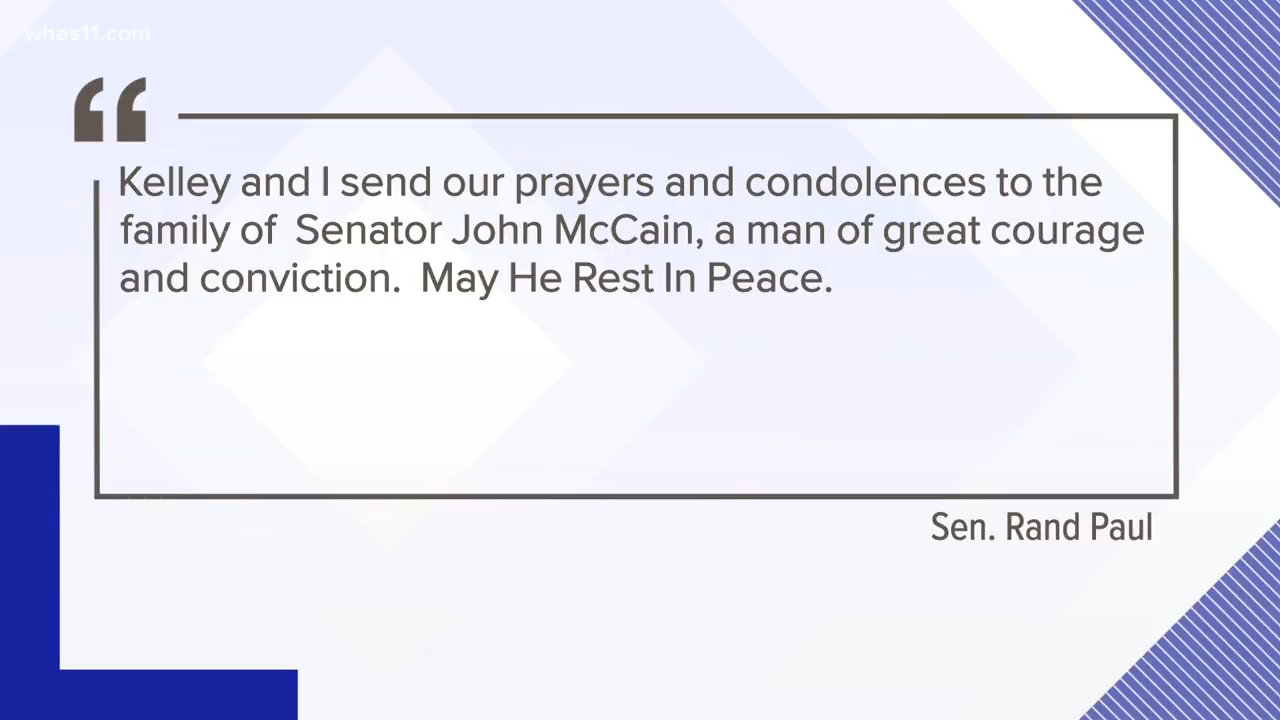 whas11.com
“
Kelley and I send our prayers and condolences to the
family of  Senator John McCain, a man of great courage
and conviction.  May He Rest In Peace.
Sen. Rand Paul